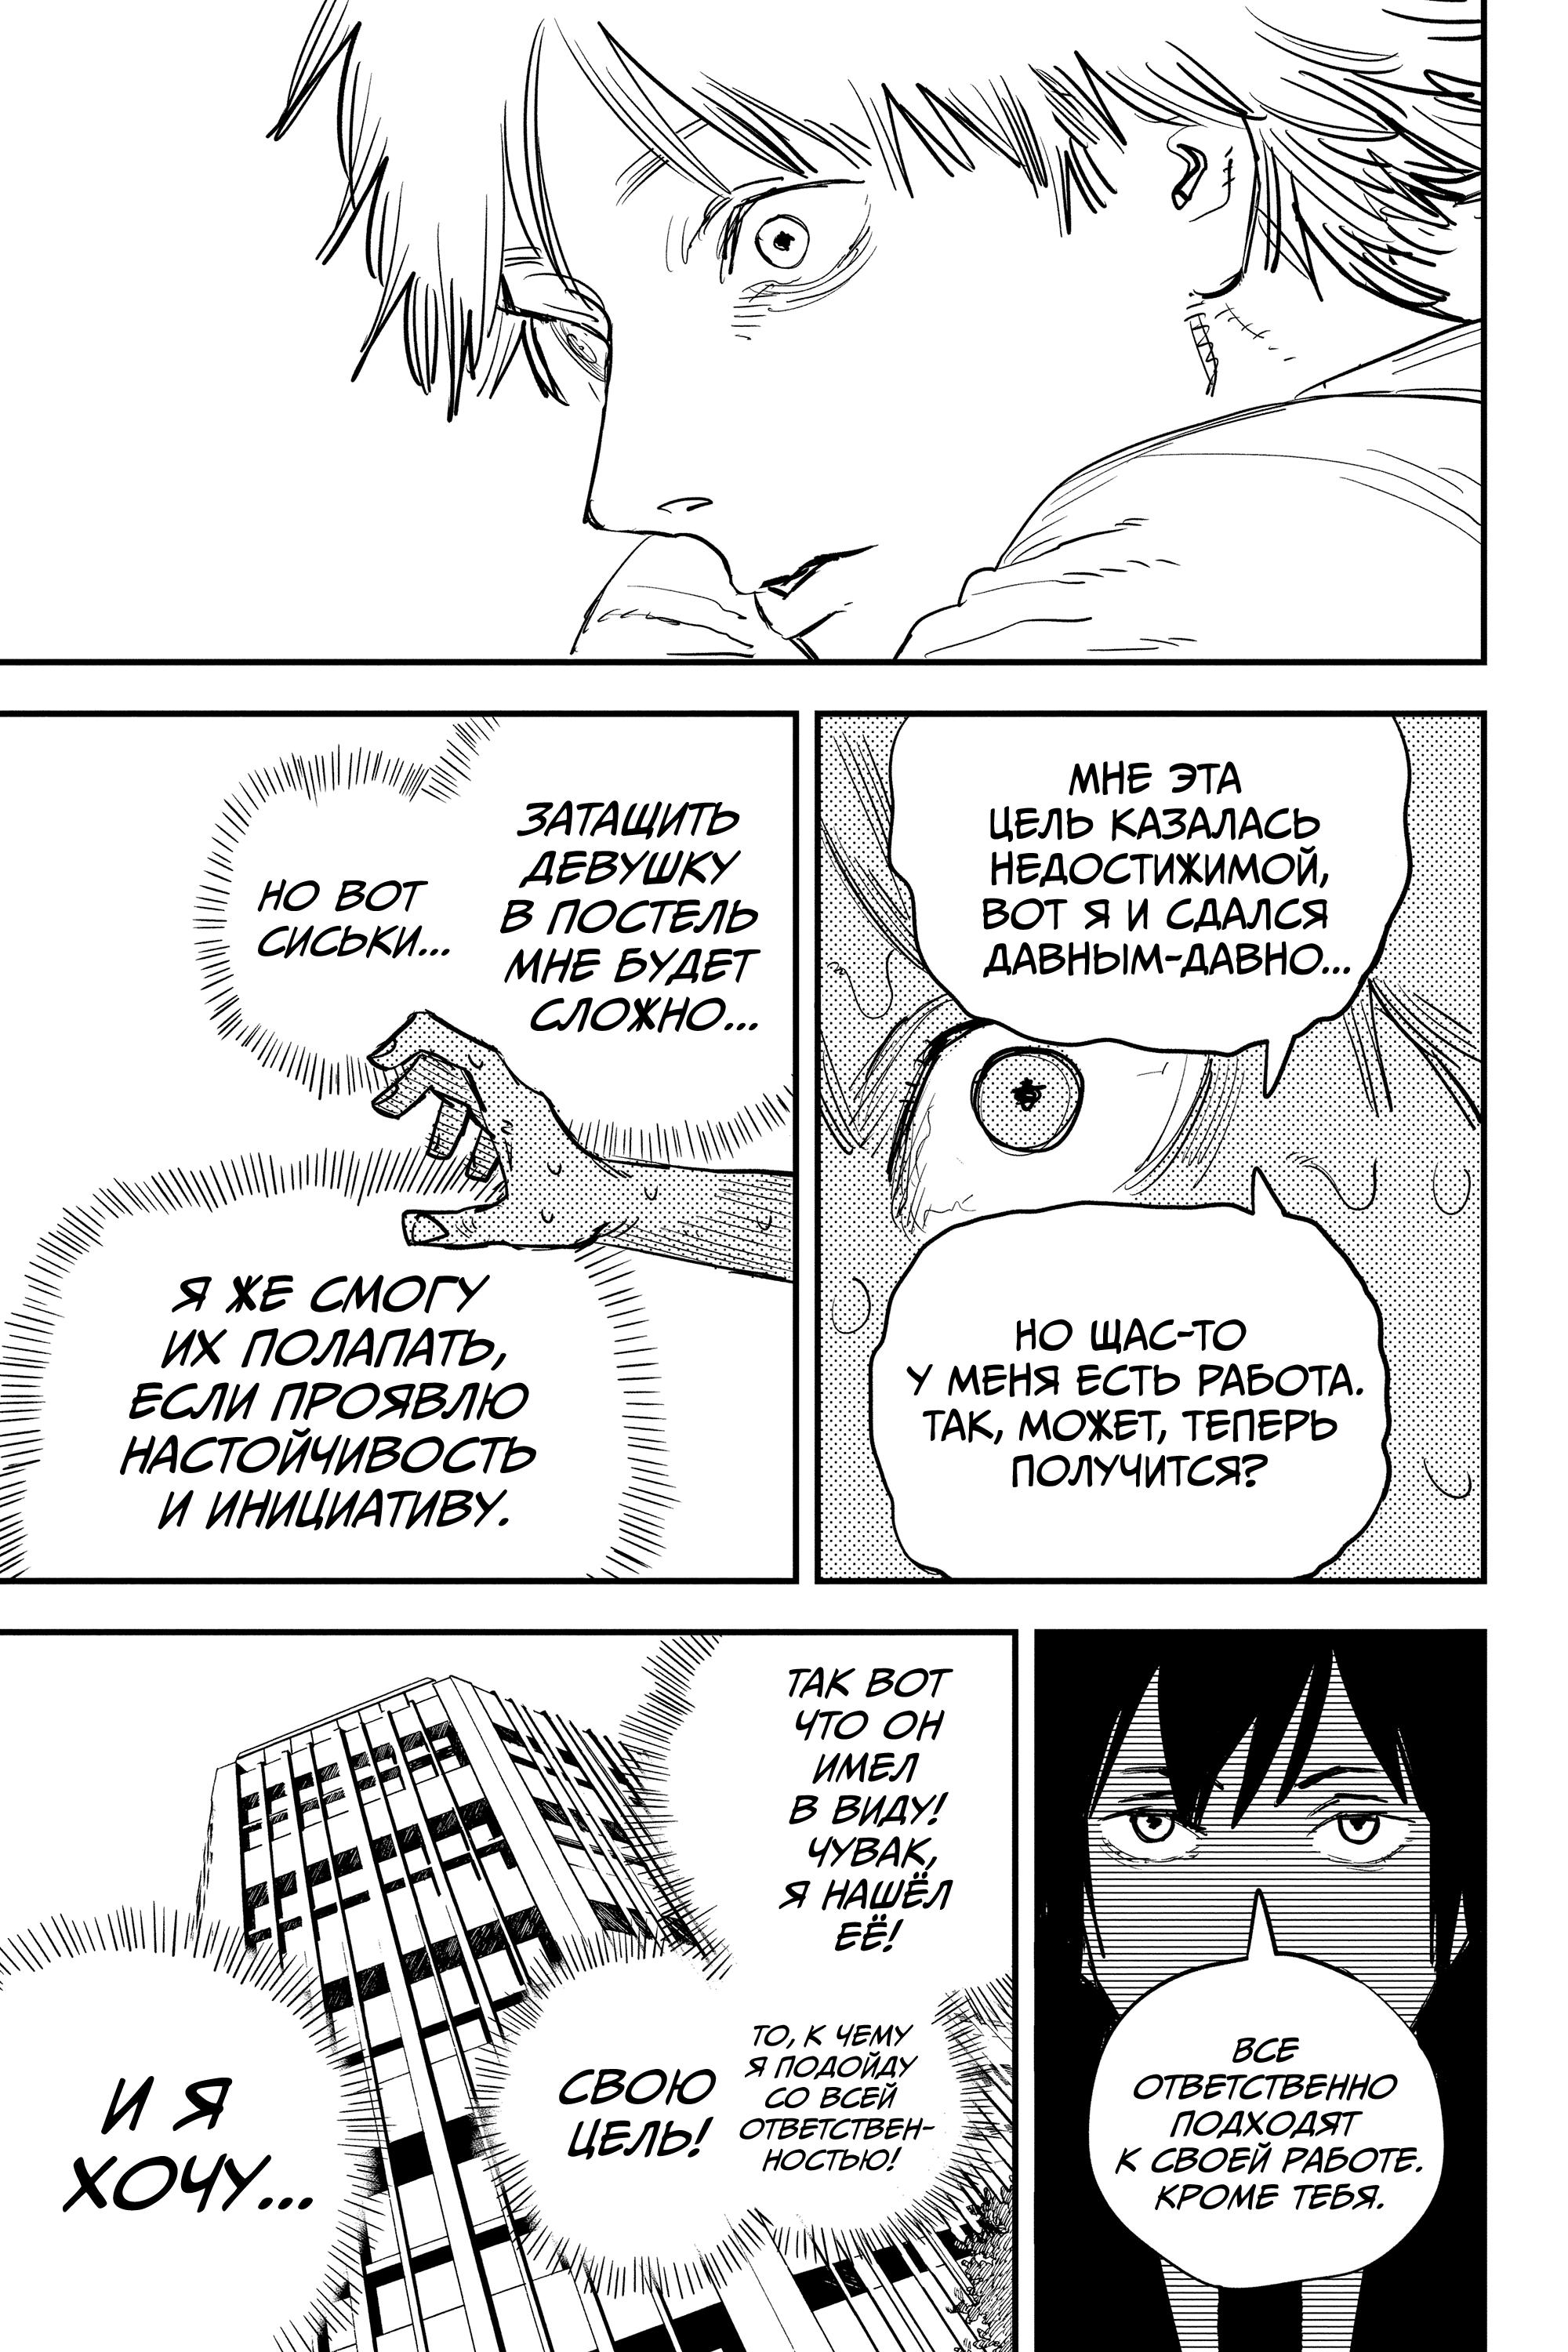 МНЕ ЭТА
ЦЕЛЬ КАЗАЛАСЬ
НЕДОСТИЖИМОЙ,
ВОТ Я И СДАЛСЯ
ДАВНЫМ-ДАВНО...
НО ЩАС-ТО
У МЕНЯ ЕСТЬ РАБОТА.
ТАК, МОЖЕТ, ТЕПЕРЬ
ПОЛУЧИТСЯ?
ЗАТАЩИТЬ
ДЕВУШКУ
В ПОСТЕЛЬ
МНЕ БУДЕТ
СЛОЖНО...
НО ВОТ
СИСЬКИ...
Я ЖЕ СМОГУ
ИХ ПОЛАПАТЬ,
ЕСЛИ ПРОЯВЛЮ
НАСТОЙЧИВОСТЬ
И ИНИЦИАТИВУ.
ВСЕ
ОТВЕТСТВЕННО
ПОДХОДЯТ
К СВОЕЙ РАБОТЕ.
КРОМЕ ТЕБЯ.
ТАК ВОТ
ЧТО ОН
ИМЕЛ
В ВИДУ!
ЧУВАК,
Я НАШЁЛ
ЕЁ!
ТО, К ЧЕМУ
Я ПОДОЙДУ
СО ВСЕЙ
ОТВЕТСТВЕН-
НОСТЬЮ!
СВОЮ
ЦЕЛЬ!
И Я
ХОЧУ...